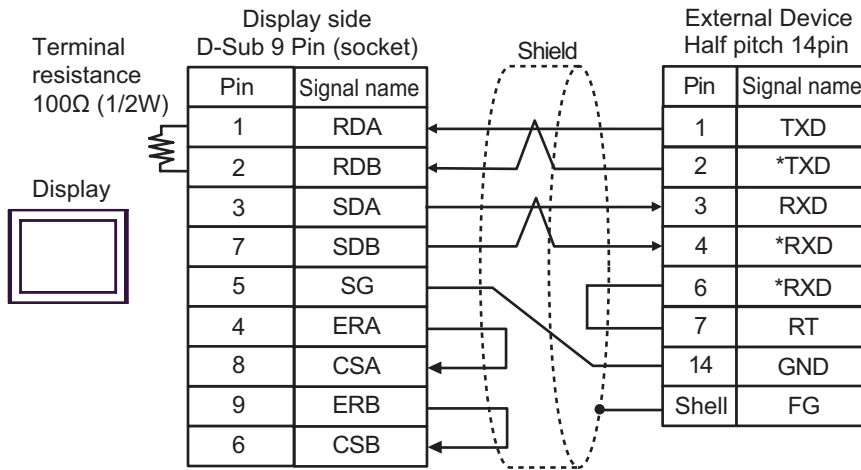 Display side
D-Sub 9 Pin (socket)
Shield
External Device
Half pitch 14pin
Terminal
resistance
100Ω (1/2W)
Display
Pin Signal name
1 RDA
2 RDB
3 SDA
7 SDB
5 SG
4 ERA
8 CSA
9 ERB
6 CSB
Pin Signal name
1 TXD
2 *TXD
3 RXD
4 *RXD
6 *RXD
7 RT
14 GND
Shell FG